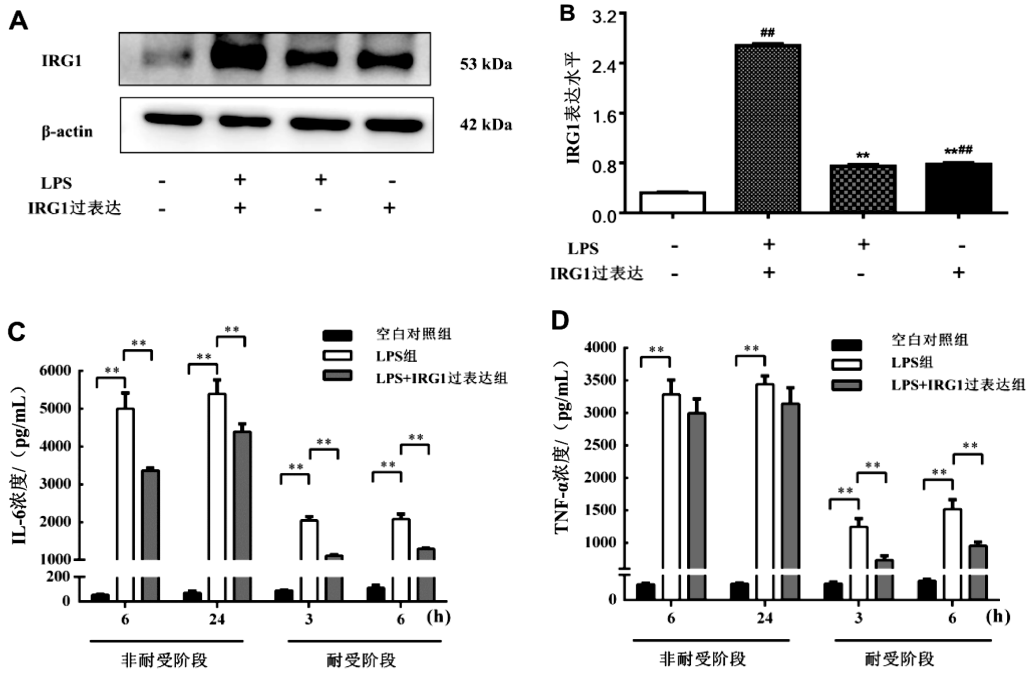 A
IRG1
53 kDa
β-actin
42 kDa
LPS - + + -
IRG1过表达 - + - +
B
IRG1表达水平
3.2
2.4
1.6
0.8
0.0
##
**
**##
LPS - + + -
IRG1过表达 - + - +
C
空白对照组
LPS组
LPS+IRG1过表达组
IL-6浓度/（pg/mL）
6000
5000
4000
3000
2000
1000
200
0
** ** ** ** ** ** ** **
6 24 3 6 (h)
非耐受阶段 耐受阶段
D
空白对照组
LPS组
LPS+IRG1过表达组
TNF-α浓度/（pg/mL）
4000
3500
3000
2500
2000
1500
1000
500
0
** ** ** ** ** **
6 24 3 6 (h)
非耐受阶段 耐受阶段